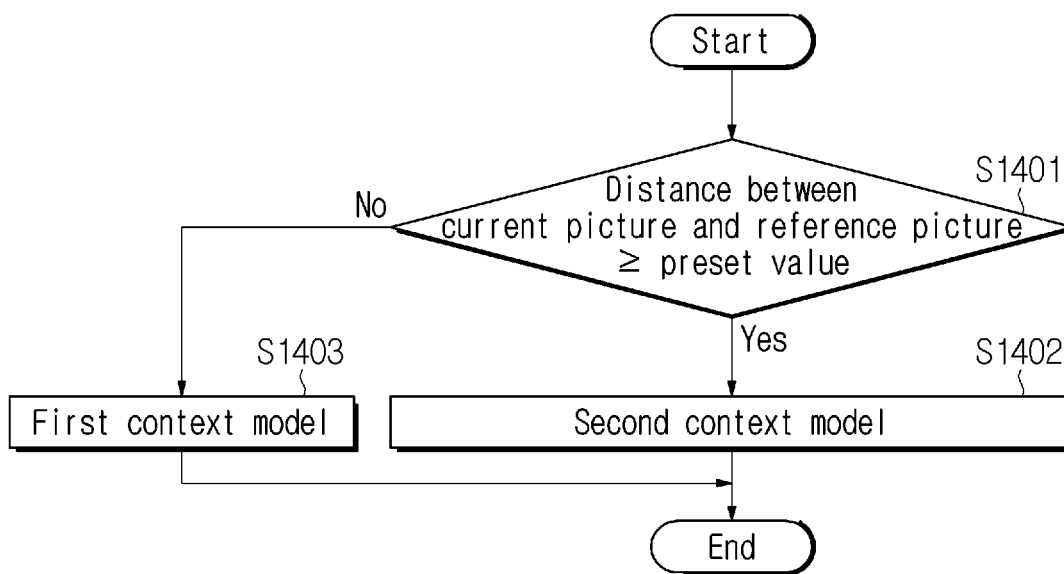 Start
S1401
Distance between
current picture and reference picture
≥ preset value
No
Yes
S1403
S1402
First context model
Second context model
End